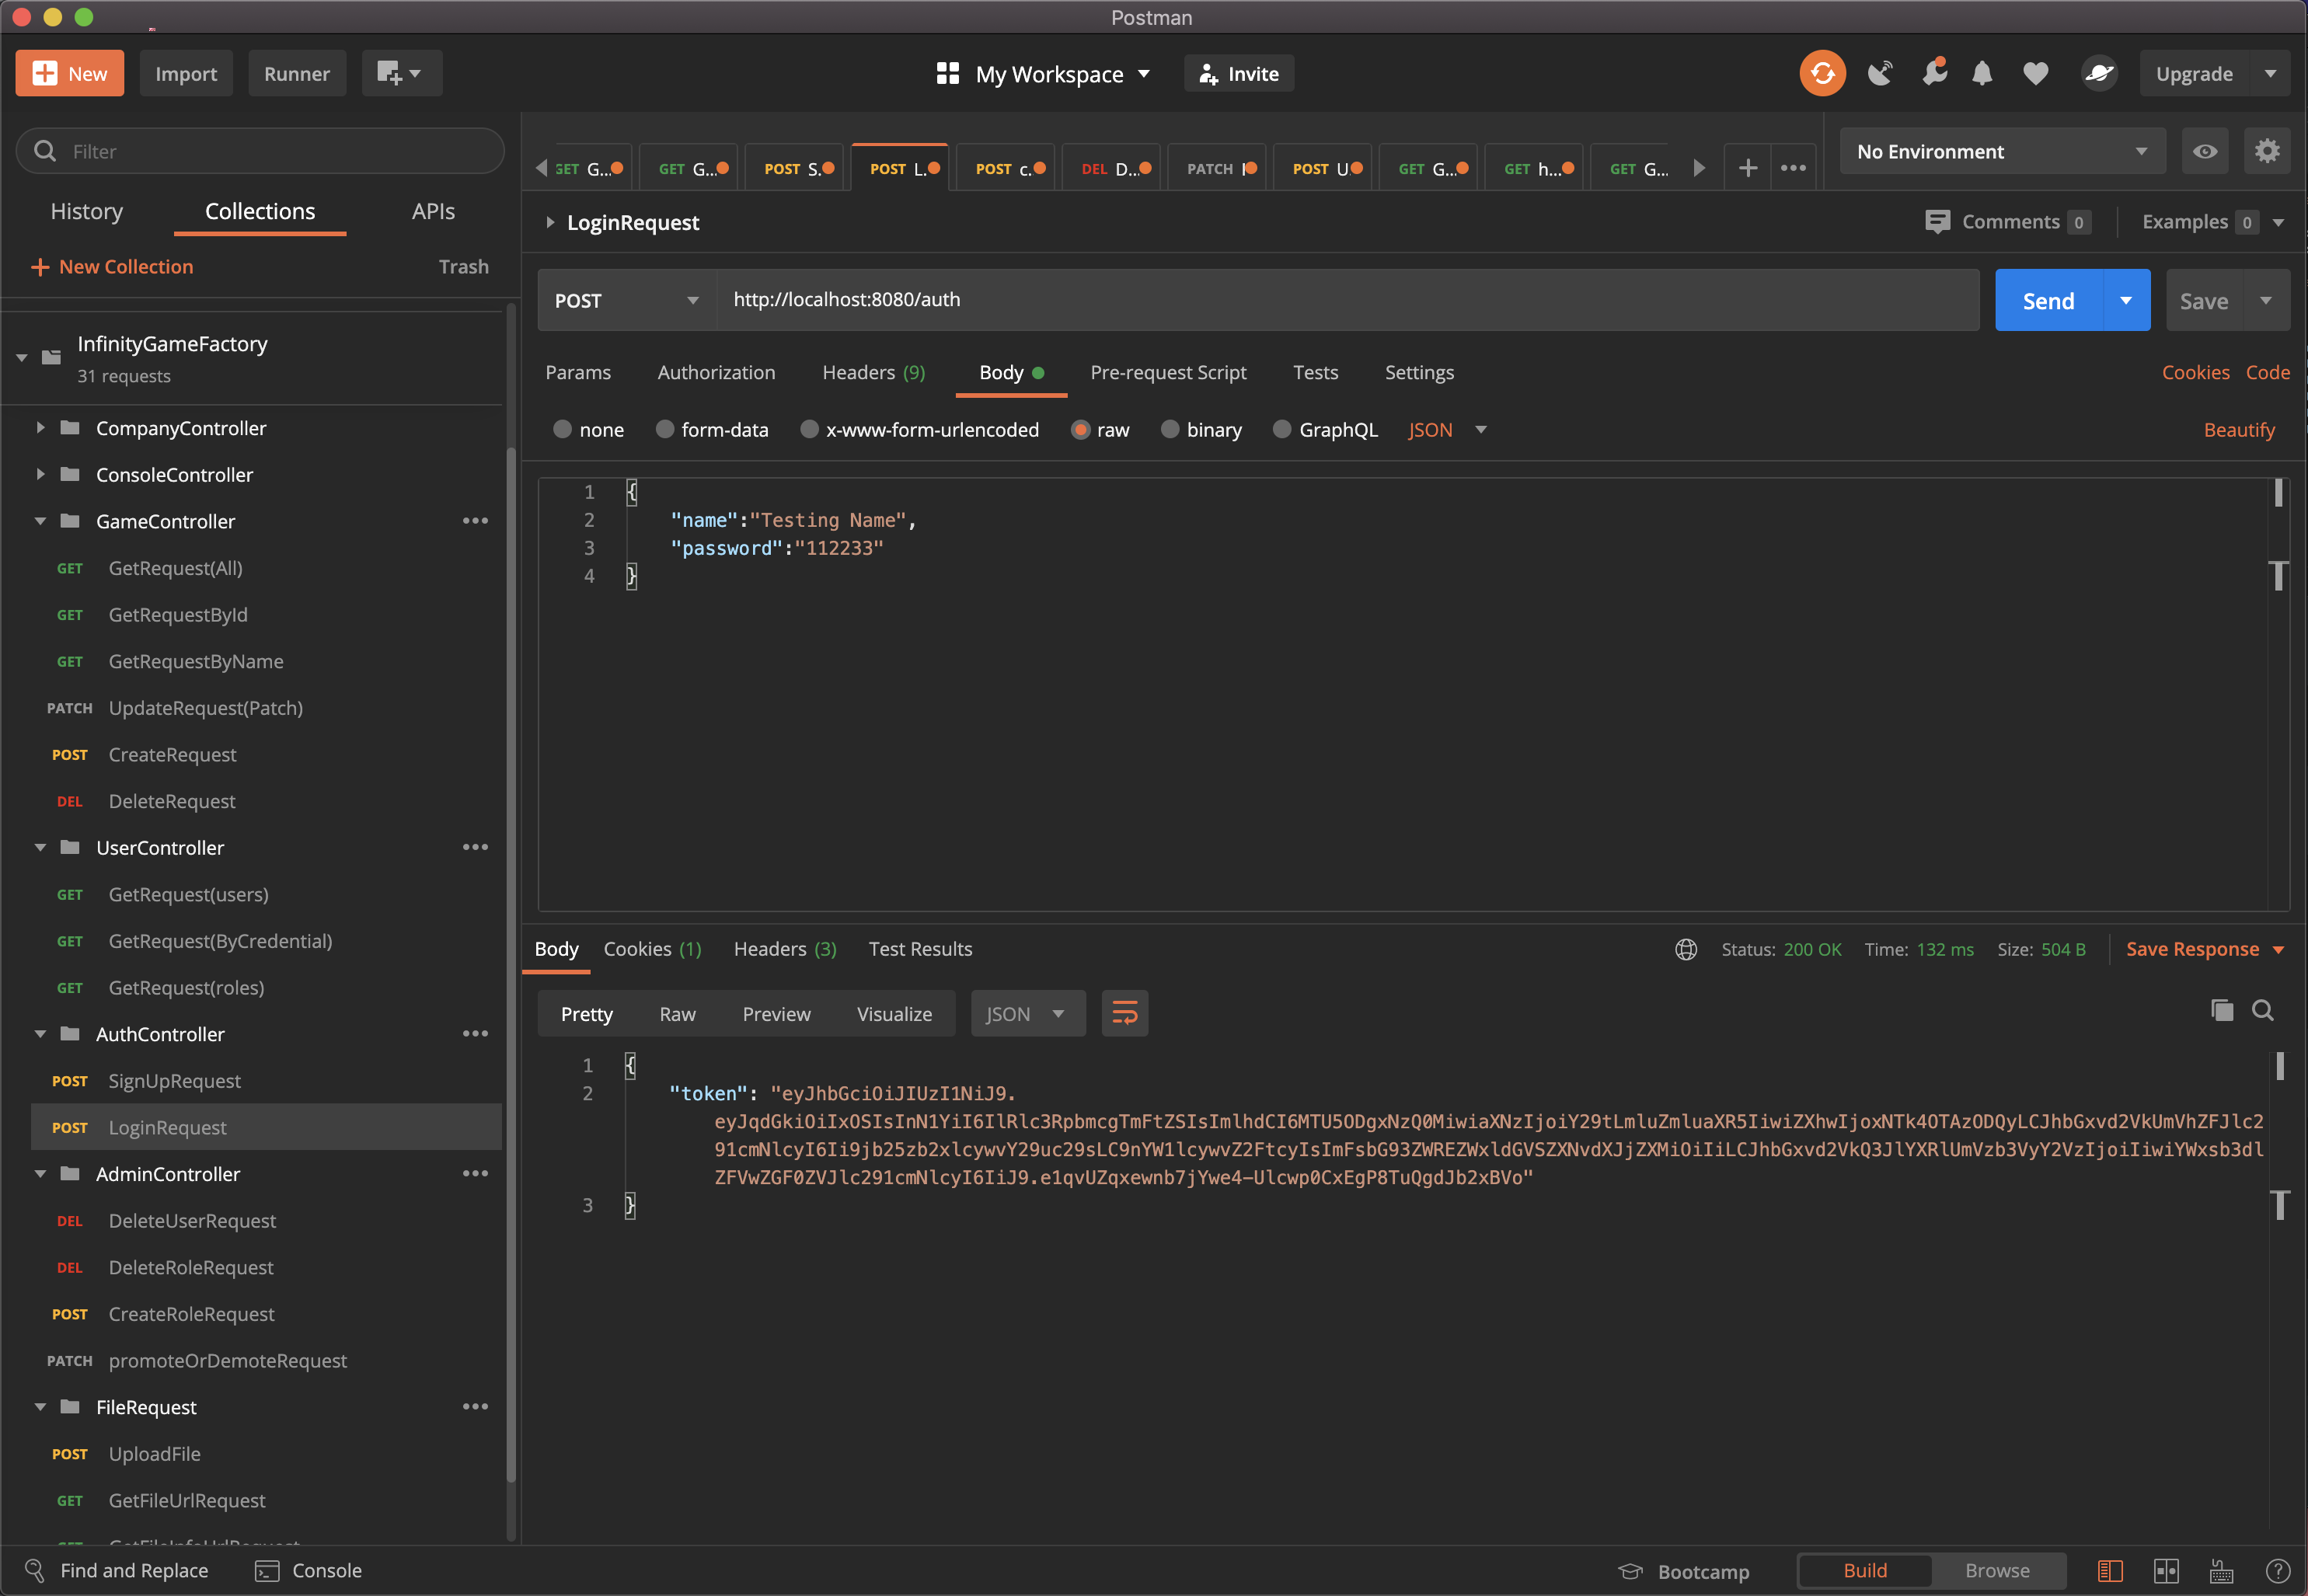 Postman
New
Import
Runner
My Workspace
Invite
Upgrade
Filter
History
Collections
APIs
New Collection
Trash
InfinityGameFactory
31 requests
CompanyController
ConsoleController
GameController
GET GetRequest(All)
GET GetRequestById
GET GetRequestByName
PATCH UpdateRequest(Patch)
POST CreateRequest
DEL DeleteRequest
UserController
GET GetRequest(users)
GET GetRequest(ByCredential)
GET GetRequest(roles)
AuthController
POST SignUpRequest
POST LoginRequest
AdminController
DEL DeleteUserRequest
DEL DeleteRoleRequest
POST CreateRoleRequest
PATCH promoteOrDemoteRequest
FileRequest
POST UploadFile
GET GetFileUrlRequest
GET G...
GET G...
POST S.
POST L.
POST c.
DEL D...
PATCH
POST U
GET G...
GET h...
GET G...
No Environment
LoginRequest
Comments 0
Examples 0
POST
http://localhost:8080/auth
Send
Save
Params
Authorization
Headers (9)
Body
Pre-request Script
Tests
Settings
Cookies
Code
none
form-data
x-www-form-urlencoded
raw
binary
GraphQL
JSON
Beautify
1 {
2 "name":"Testing Name",
3 "password":"112233"
4 }
Body
Cookies (1)
Headers (3)
Test Results
Status: 200 OK
Time: 132 ms
Size: 504 B
Save Response
Pretty
Raw
Preview
Visualize
JSON
1 {
2 "token": "eyJhbGciOiJIUzI1NiJ9.
eyJqdGkiOiIxOSIsInN1YiI6IlRlc3RpbmcgTmFtZSIsImlhdCI6MTU5ODgxNzQ0MiwiaXNzIjoiY29tLmluZmluaXR5IiwiZXhwIjoxNTk4OTAzODQyLCJhbGxvd2VkUmVhZFJlc2
91cmNlcyI6Ii9jb25zb2xlcywvY29uc29sLC9nYW1lcywvZ2FtcyIsImFsbG93ZWREZWxldGVSZXNvdXJjZXMiOiIiLCJhbGxvd2VkQ3JlYXRlUmVzb3VyY2VzIjoiIiwiYWxsb3dl
ZFVwZGF0ZVJlc291cmNlcyI6IiJ9.e1qvUZqxewnb7jYwe4-Ulcwp0CxEgP8TuQgdJb2xBVo"
3 }
Find and Replace
Console
Bootcamp
Build
Browse